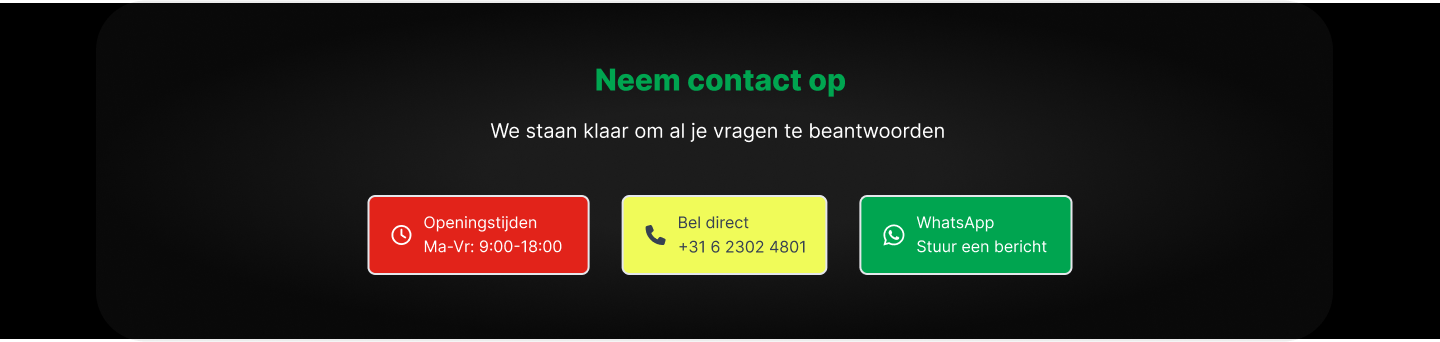 Neem contact op
We staan klaar om al je vragen te beantwoorden
Openingstijden
Ma-Vr: 9:00-18:00
Bel direct
+31 6 2302 4801
WhatsApp
Stuur een bericht